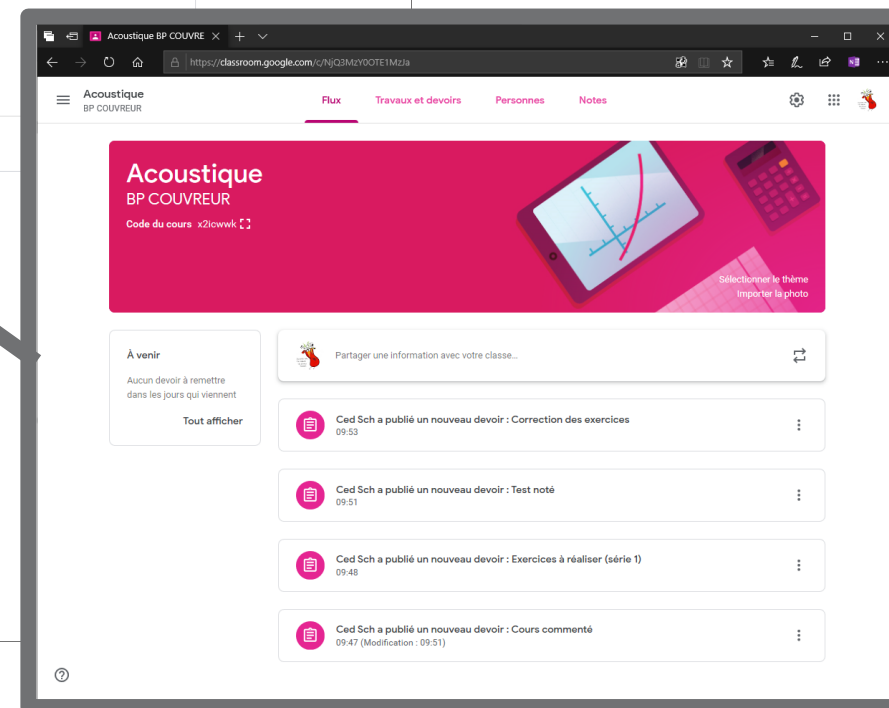 Acoustique BP COUVRE
https://classroom.google.com/c/NjQ3MzY0OTE1MzJa
Acoustique
BP COUVREUR
Flux
Travaux et devoirs
Personnes
Notes
Acoustique
BP COUVREUR
Code du cours x2icwwk
Sélectionner le thème
Importer la photo
À venir
Aucun devoir à remettre
dans les jours qui viennent
Tout afficher
Partager une information avec votre classe...
Ced Sch a publié un nouveau devoir : Correction des exercices
09:53
Ced Sch a publié un nouveau devoir : Test noté
09:51
Ced Sch a publié un nouveau devoir : Exercices à réaliser (série 1)
09:48
Ced Sch a publié un nouveau devoir : Cours commenté
09:47 (Modification : 09:51)